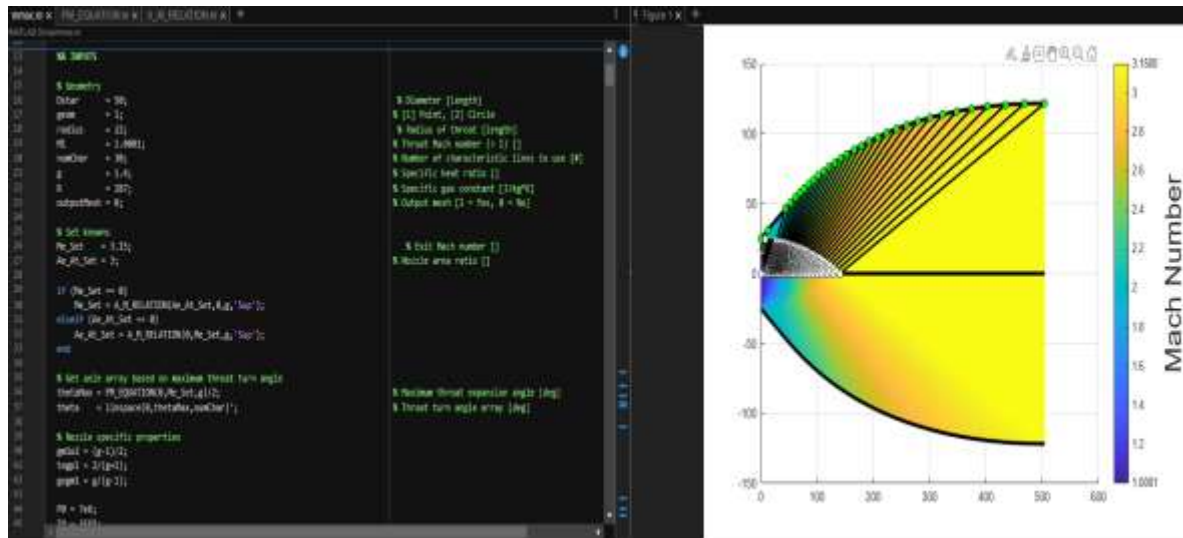 PM_EQUATION.m x A_M_RELATION.m x +
%% INPUTS
% Geometry
Dstar = 50; % Diameter [length]
geom = 1; % [1] Point, [2] Circle
radius = % Radius of throat [length]
= 1.0001; % Throat Mach number (> 1) []
numChar = 30; % Number of characteristic lines to use [#]
g = 1.4; % Specific heat ratio []
R = 287; % Specific gas constant [J/kg*K]
outputMesh = 0; % Output mesh [1 = Yes, 0 = No]
% Set knowns
Me_Set = 3.15; % Exit Mach number []
Ae_At_Set = % Nozzle area ratio []
if (Me_Set == 0)
Me_Set = A_M_RELATION(Ae_At_Set,0,g,'Sup');
elseif (Ae_At_Set == 0)
Ae_At_Set = A_M_RELATION(0,Me_Set,g,'Sup');
end
% Get axle array based on maximum throat turn angle
thetaMax = PM_EQUATION(0,Me_Set,g)/2; % Maximum throat expansion angle [deg]
theta = linspace(0,thetaMax,numChar)'; % Throat turn angle array [deg]
% Nozzle specific properties
gm1o2 = (g-1)/2;
togp1 = 2/(g+1);
gogm1 = g/(g-1);
Figure 1 x +
150
100
50
0
-50
-100
-150
0 100 200 300 400 500 600
3.1500
3
2.8
2.6
2.4
2.2
2
1.8
1.6
1.4
1.2
1.0001
Mach Number